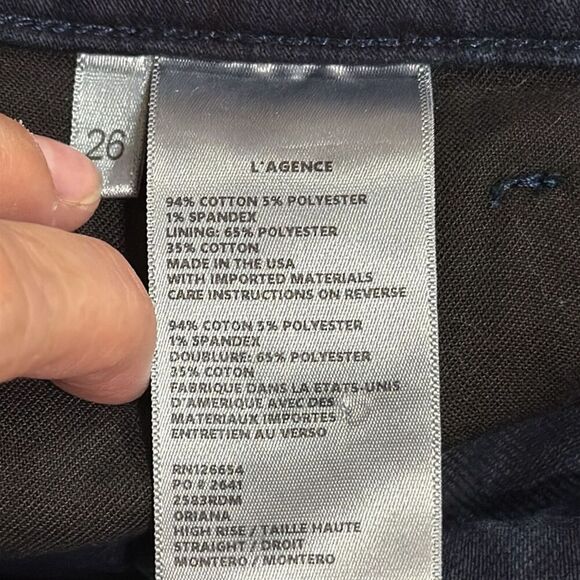 26
L'AGENCE
94% COTTON 5% POLYESTER
1% SPANDEX
LINING: 65% POLYESTER
35% COTTON
MADE IN THE USA
WITH IMPORTED MATERIALS
CARE INSTRUCTIONS ON REVERSE
94% COTON 5% POLYESTER
1% SPANDEX
DOUBLURE: 65% POLYESTER
35% COTON
FABRIQUE DANS LA ETATS-UNIS
D'AMERIQUE AVEC DES
MATERIAUX IMPORTES
ENTRETIEN AU VERSO
RN126654
PO # 2641
2583RDM
ORIANA
HIGH RISE / TAILLE HAUTE
STRAIGHT / DROIT
MONTERO / MONTERO